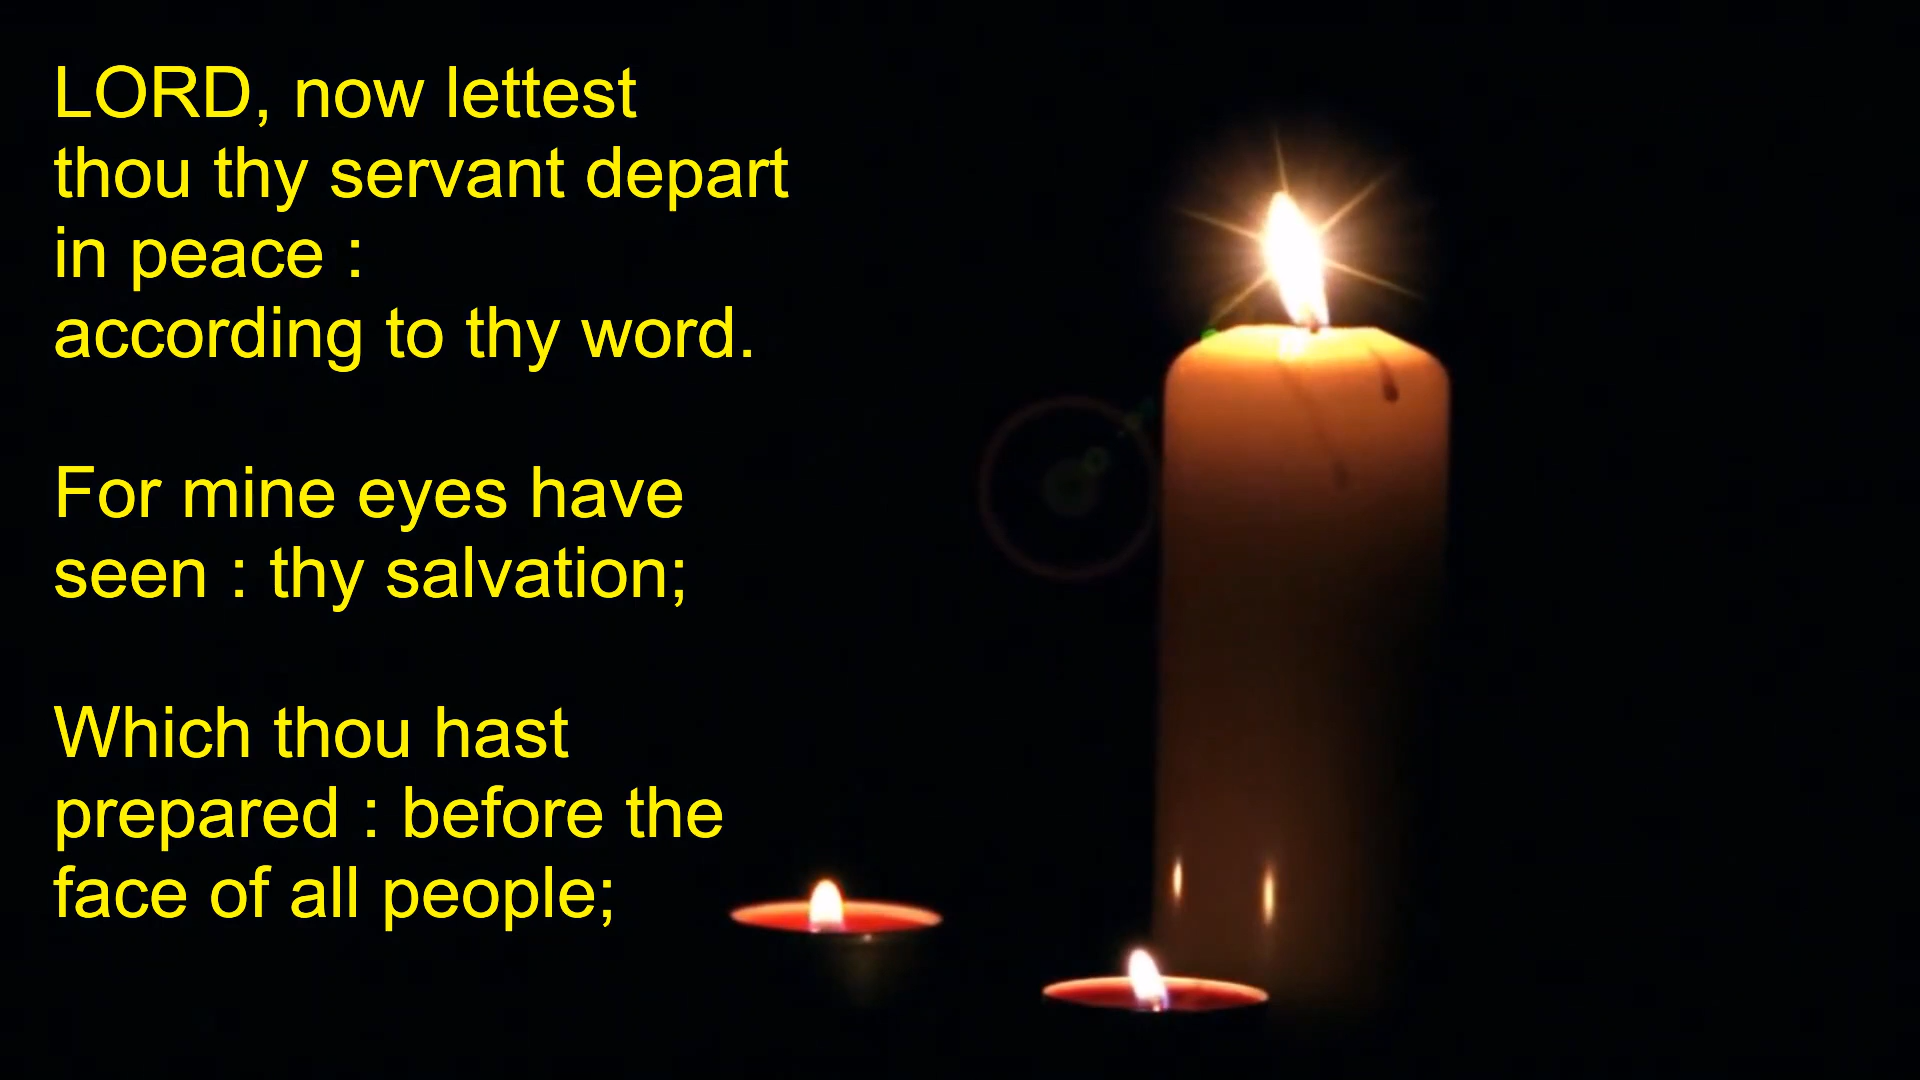 LORD, now lettest
thou thy servant depart
in peace :
according to thy word.
For mine eyes have
seen : thy salvation;
Which thou hast
prepared : before the
face of all people;